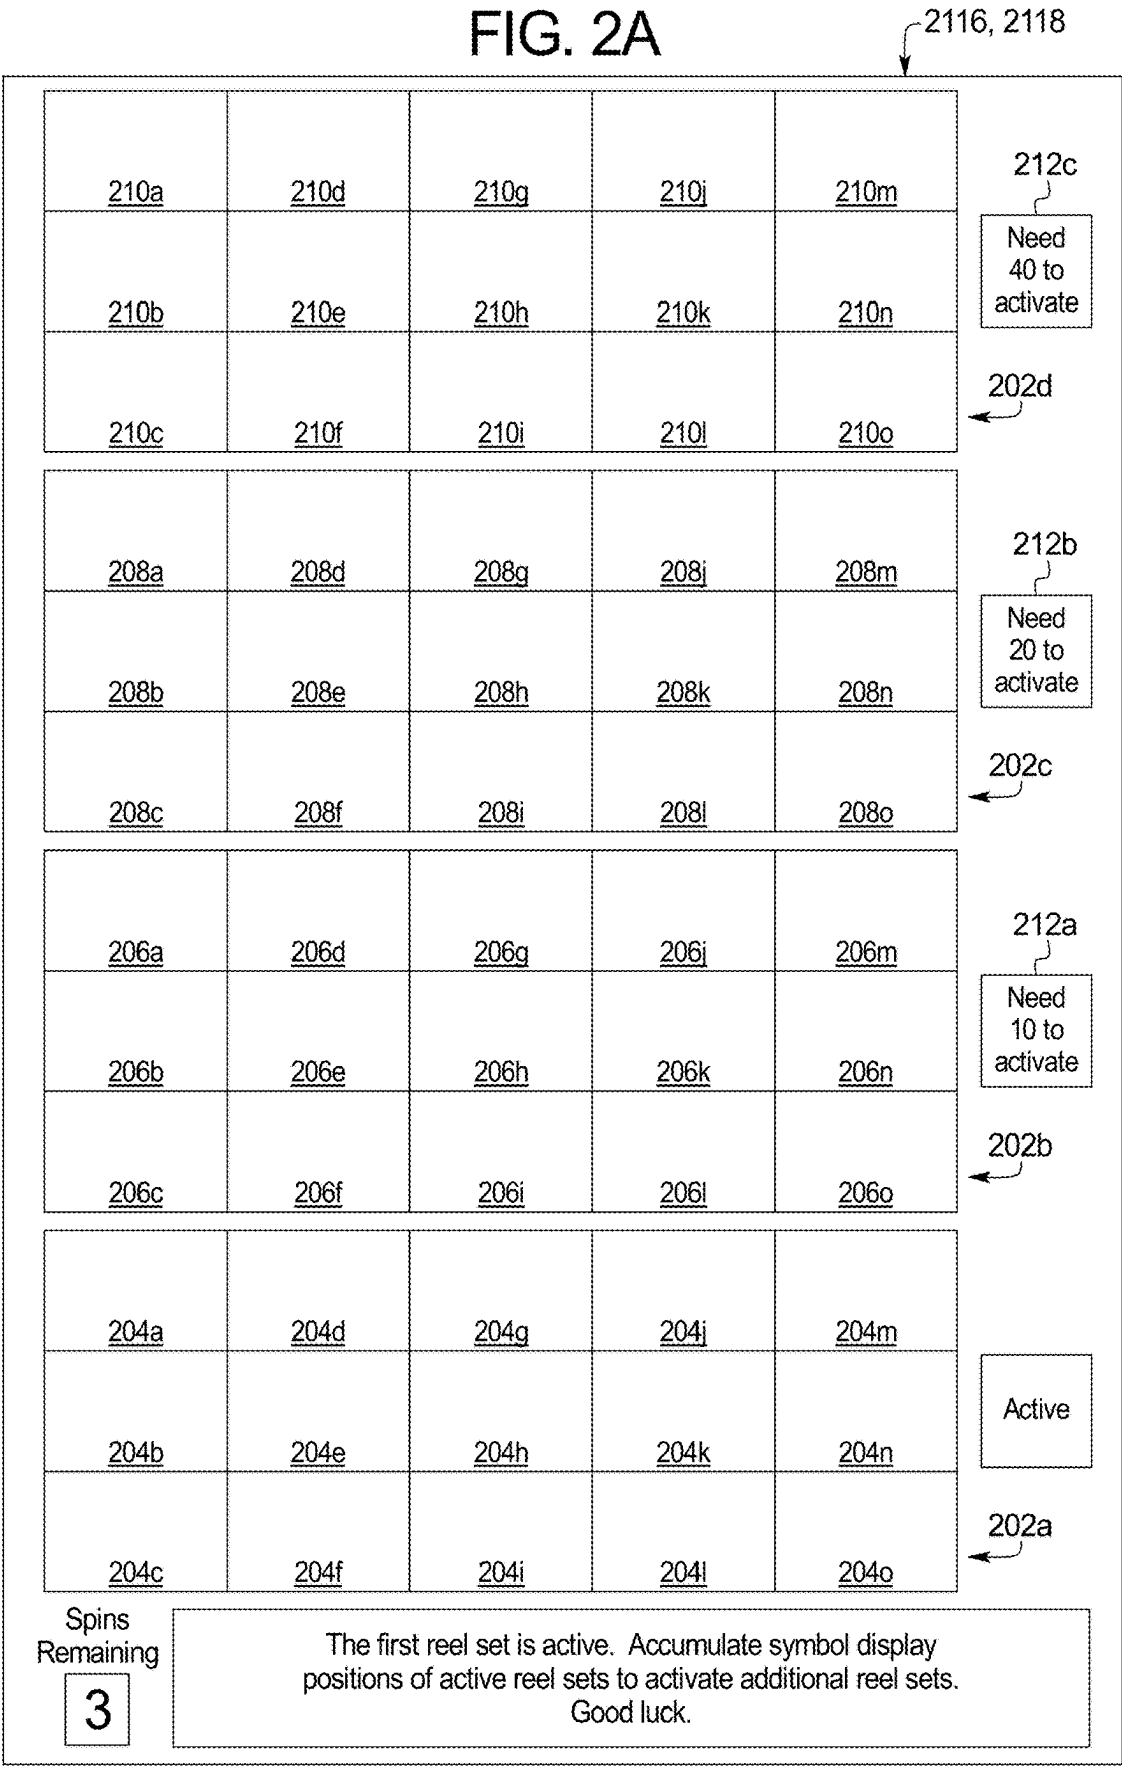 FIG. 2A
2116, 2118
210a 210d 210g 210j 210m
212c
Need
40 to
activate
210b 210e 210h 210k 210n
202d
210c 210f 210i 210l 210o
208a 208d 208g 208j 208m
212b
Need
20 to
activate
208b 208e 208h 208k 208n
202c
208c 208f 208i 208l 208o
206a 206d 206g 206j 206m
212a
Need
10 to
activate
206b 206e 206h 206k 206n
202b
206c 206f 206i 206l 206o
204a 204d 204g 204j 204m
Active
204b 204e 204h 204k 204n
202a
204c 204f 204i 204l 204o
Spins
Remaining
3
The first reel set is active. Accumulate symbol display
positions of active reel sets to activate additional reel sets.
Good luck.